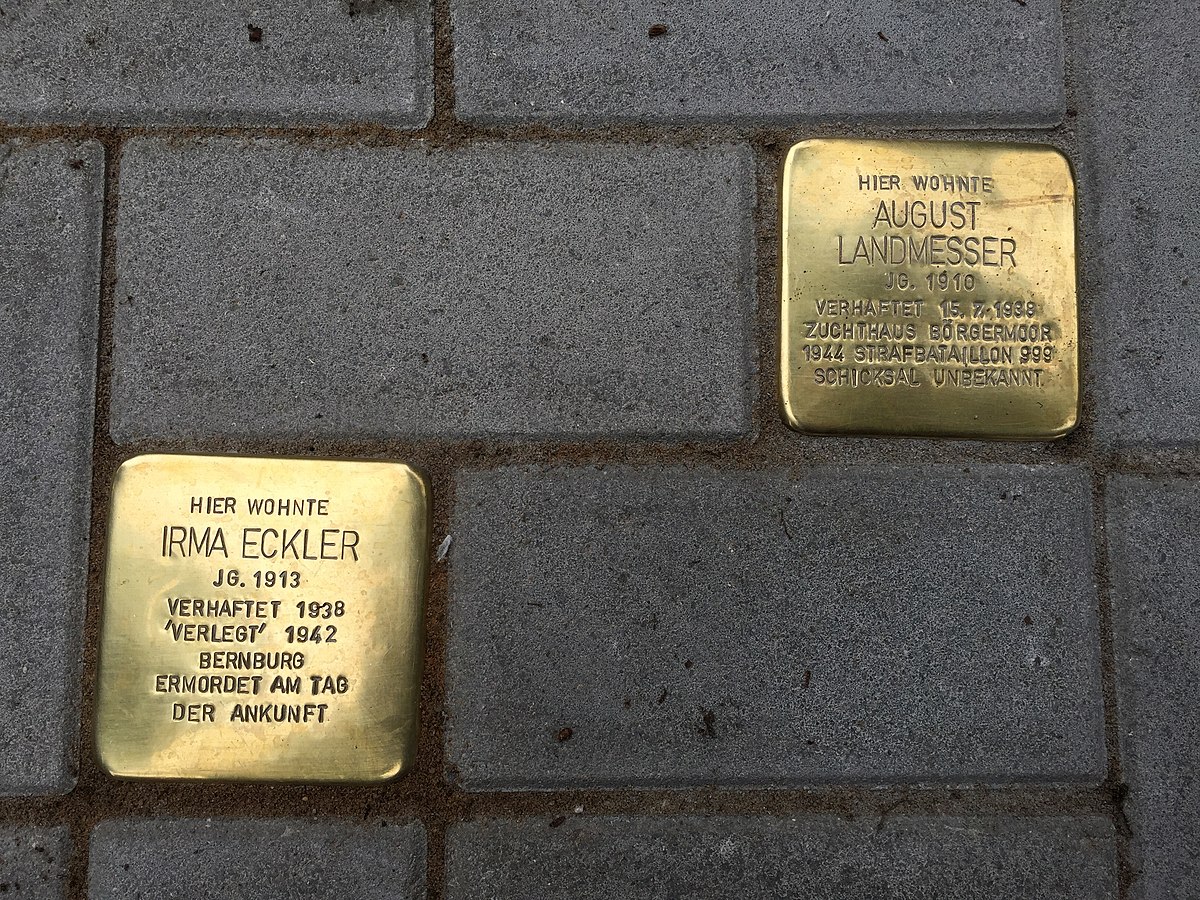 HIER WOHNTE
AUGUST
LANDMESSER
JG. 1910
VERHAFTET 15.7.1938
ZUCHTHAUS BÖRGERMOOR
1944 STRAFBATAILLON 999
SCHICKSAL UNBEKANNT
HIER WOHNTE
IRMA ECKLER
JG. 1913
VERHAFTET 1938
'VERLEGT' 1942
BERNBURG
ERMORDET AM TAG
DER ANKUNFT